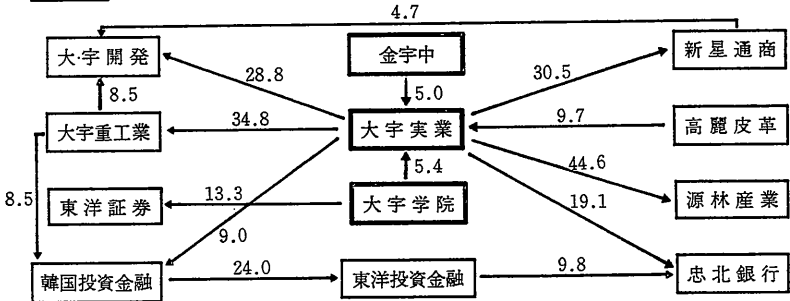 4.7
大·宇開発
金宇中
新星通商
28.8
30.5
8.5
5.0
大宇重工業
34.8
大宇実業
9.7
高麗皮革
5.4
44.6
8.5
東洋証券
13.3
大宇学院
19.1
源林産業
9.0
韓国投資金融
24.0
東洋投資金融
9.8
忠北銀行